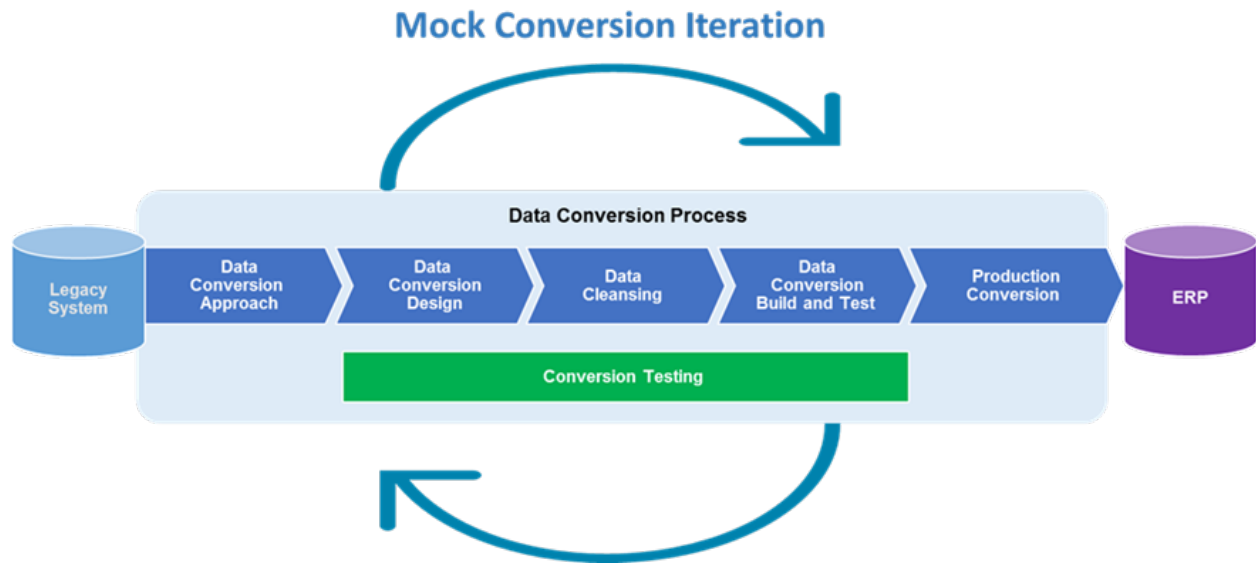 Mock Conversion Iteration
Data Conversion Process
Legacy
System
Data
Conversion
Approach
Data
Conversion
Design
Data
Cleansing
Data
Conversion
Build and Test
Production
Conversion
ERP
Conversion Testing